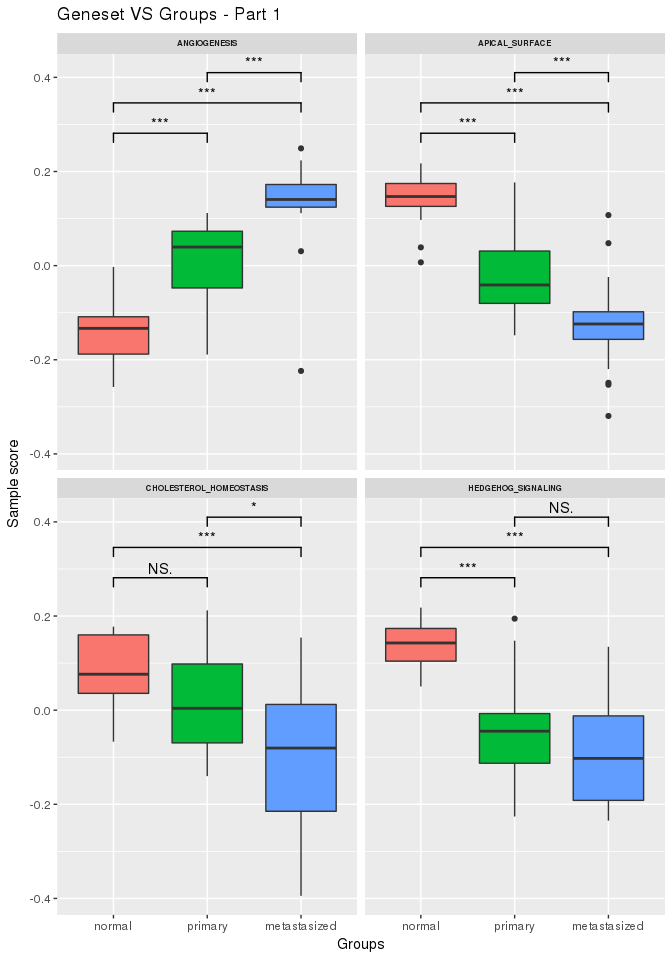 Geneset VS Groups - Part 1
ANGIOGENESIS
APICAL_SURFACE
0.4
0.2
0.0
-0.2
-0.4
***
***
***
***
***
***
Sample score
CHOLESTEROL_HOMEOSTASIS
HEDGEHOG_SIGNALING
0.4
0.2
0.0
-0.2
-0.4
*
***
NS.
NS.
***
***
normal primary metastasized
normal primary metastasized
Groups